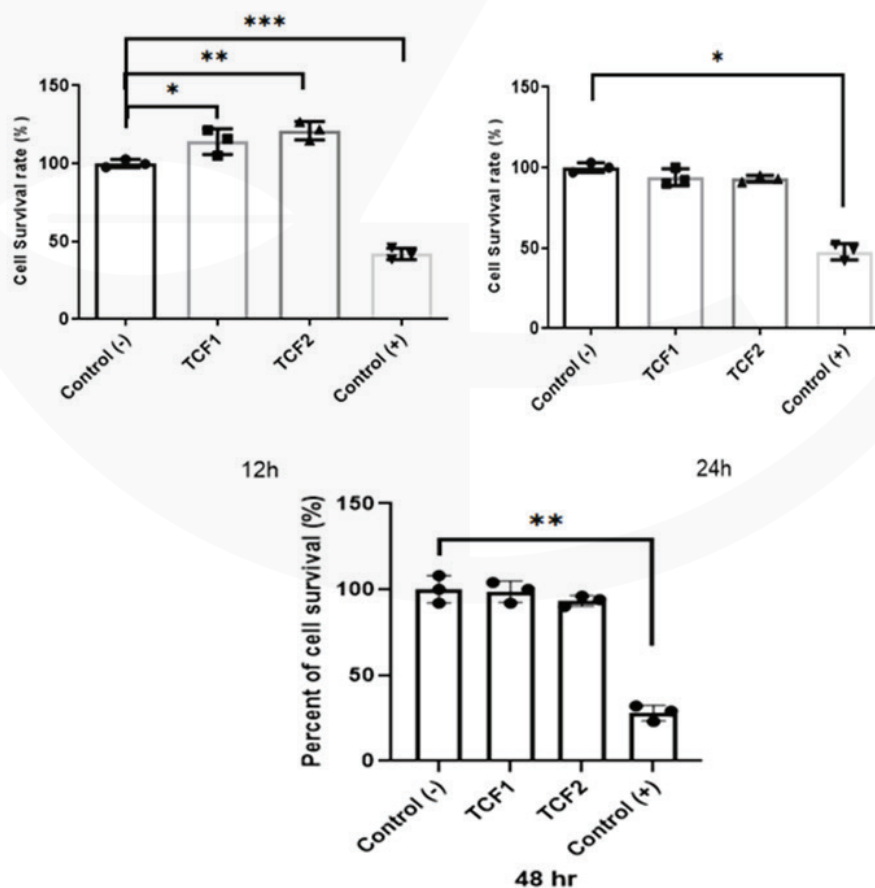 ***
**
*
150
100
50
0
Cell Survival rate (%)
Control (-)
TCF1
TCF2
Control (+)
12h
*
150
100
50
0
Cell Survival rate (%)
Control (-)
TCF1
TCF2
Control (+)
24h
**
150
100
50
0
Percent of cell survival (%)
Control (-)
TCF1
TCF2
Control (+)
48 hr